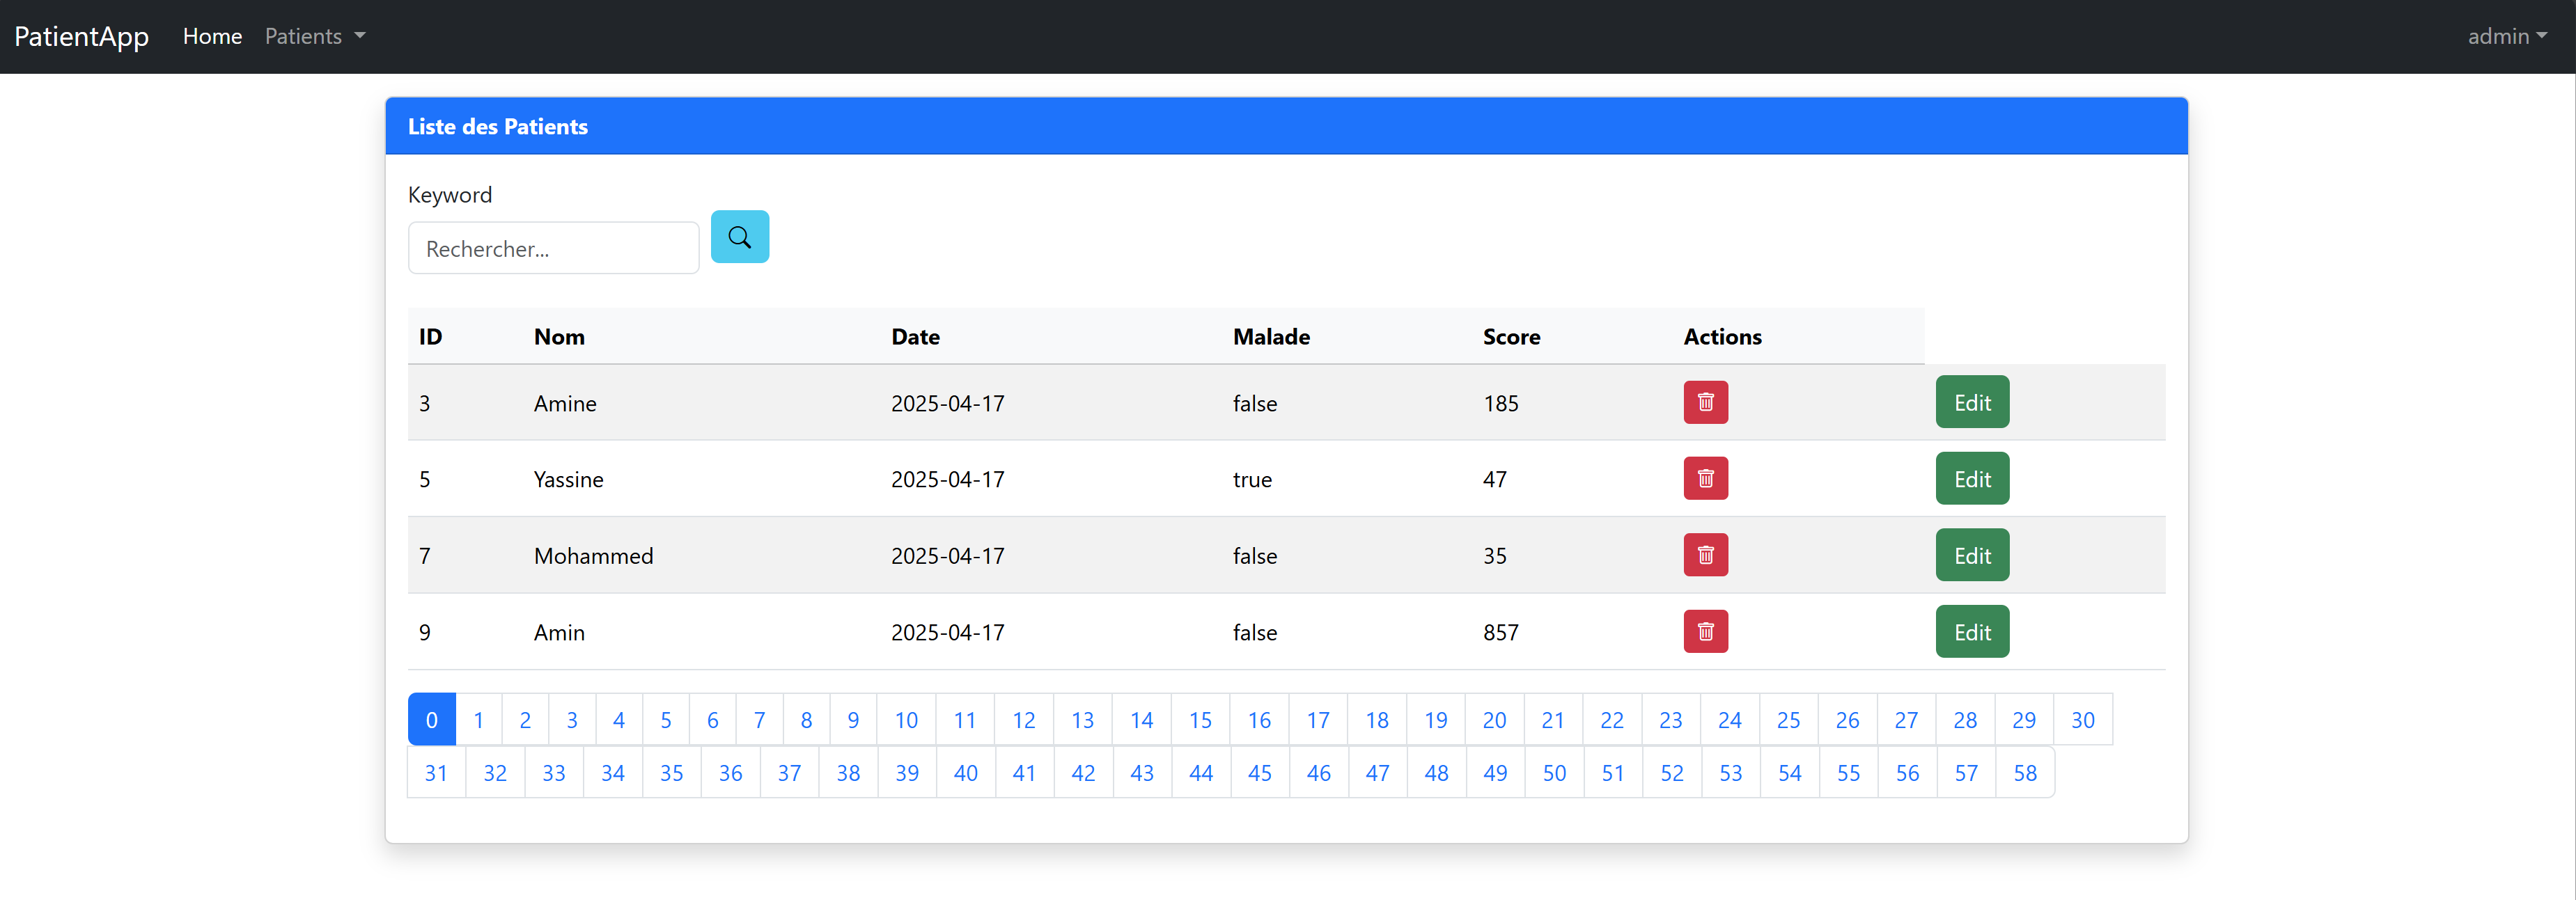 PatientApp Home Patients admin
Liste des Patients
Keyword
Rechercher...
ID Nom Date Malade Score Actions
3 Amine 2025-04-17 false 185 Edit
5 Yassine 2025-04-17 true 47 Edit
7 Mohammed 2025-04-17 false 35 Edit
9 Amin 2025-04-17 false 857 Edit
0 1 2 3 4 5 6 7 8 9 10 11 12 13 14 15 16 17 18 19 20 21 22 23 24 25 26 27 28 29 30
31 32 33 34 35 36 37 38 39 40 41 42 43 44 45 46 47 48 49 50 51 52 53 54 55 56 57 58